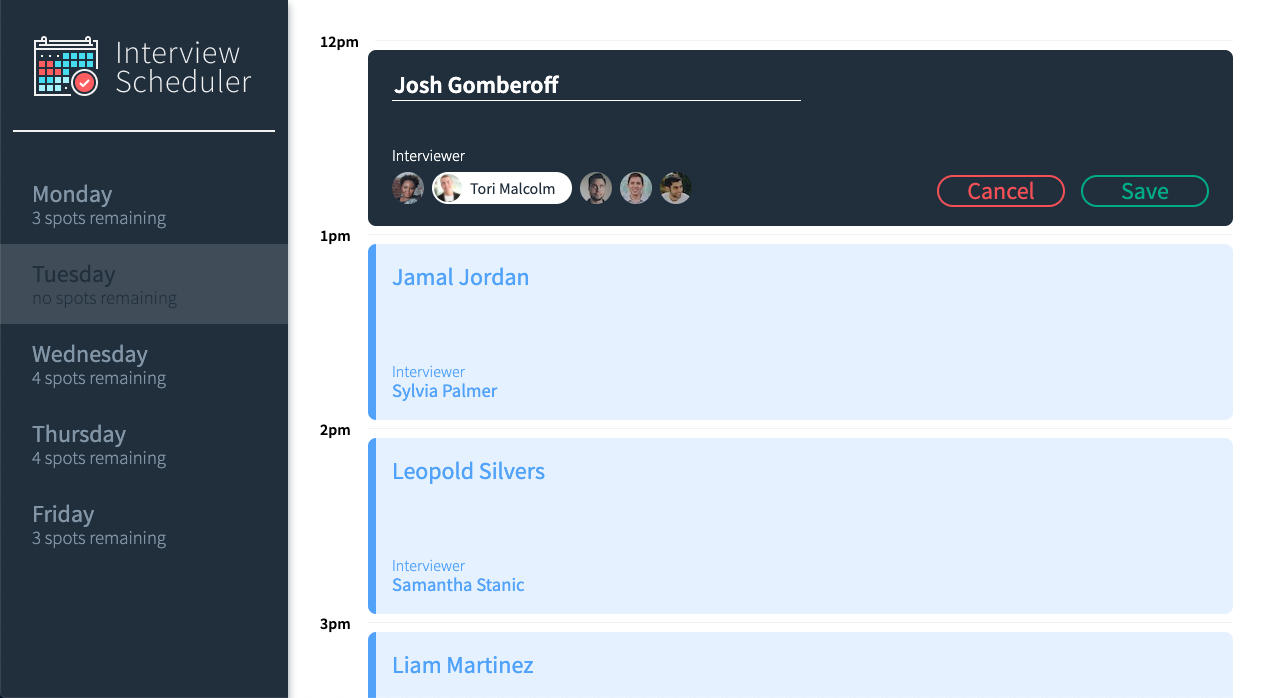 Interview
Scheduler
Monday
3 spots remaining
Tuesday
no spots remaining
Wednesday
4 spots remaining
Thursday
4 spots remaining
Friday
3 spots remaining
12pm
Josh Gomberoff
Interviewer
Tori Malcolm
Cancel
Save
1pm
Jamal Jordan
Interviewer
Sylvia Palmer
2pm
Leopold Silvers
Interviewer
Samantha Stanic
3pm
Liam Martinez